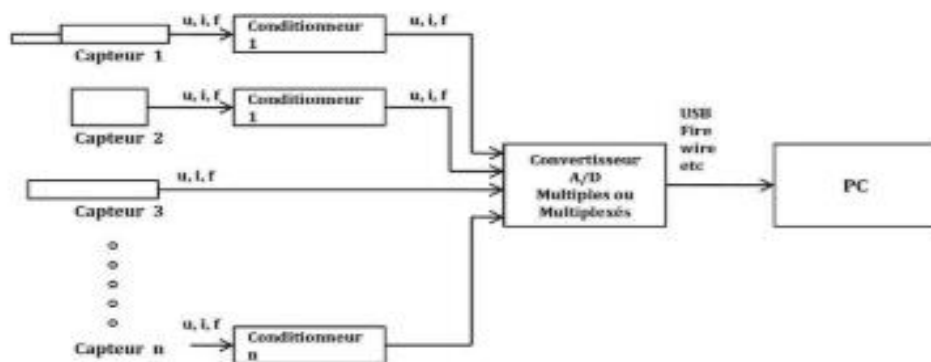 u, i, f
Conditionneur
1
u, i, f
Capteur 1
u, i, f
Conditionneur
1
u, i, f
Capteur 2
USB
Fire
wire
etc
Convertisseur
A/D
Multiples ou
Multiplexés
PC
u, i, f
Capteur 3
u, i, f
Conditionneur
n
Capteur n